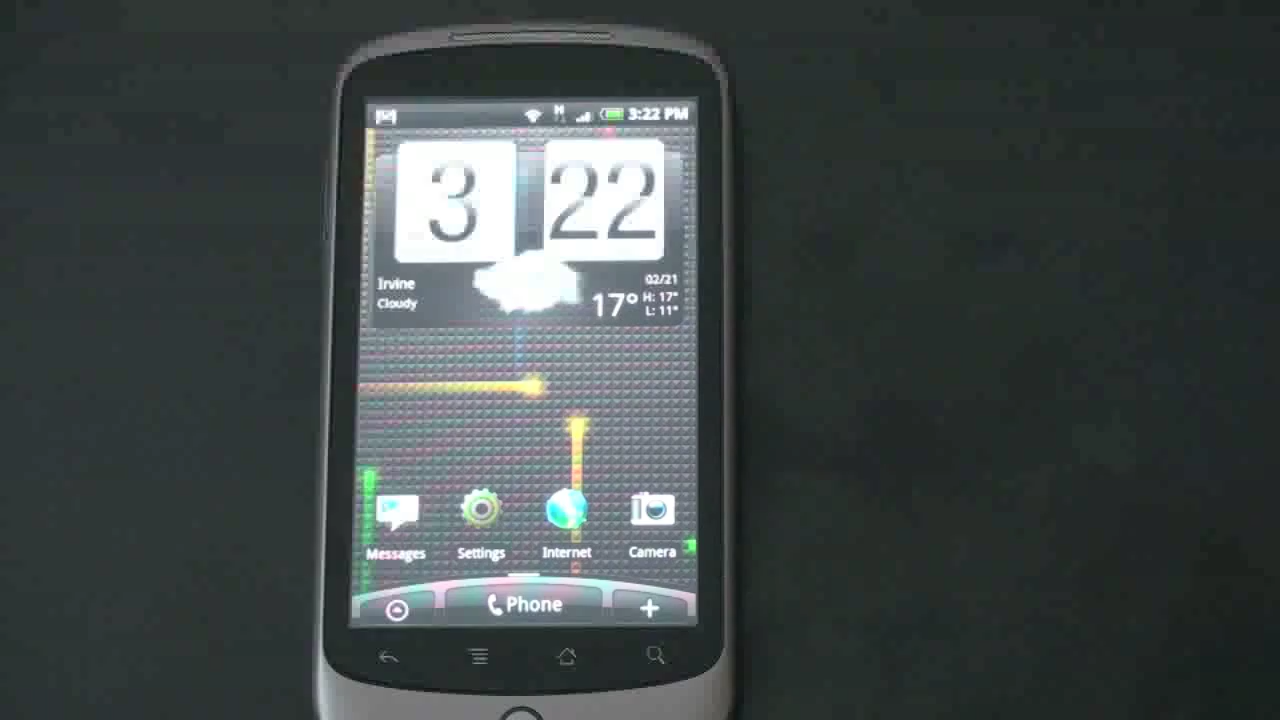 3:22 PM
3 22
Irvine
Cloudy
02/21
17°
H: 17°
L: 11°
Messages
Settings
Internet
Camera
Phone